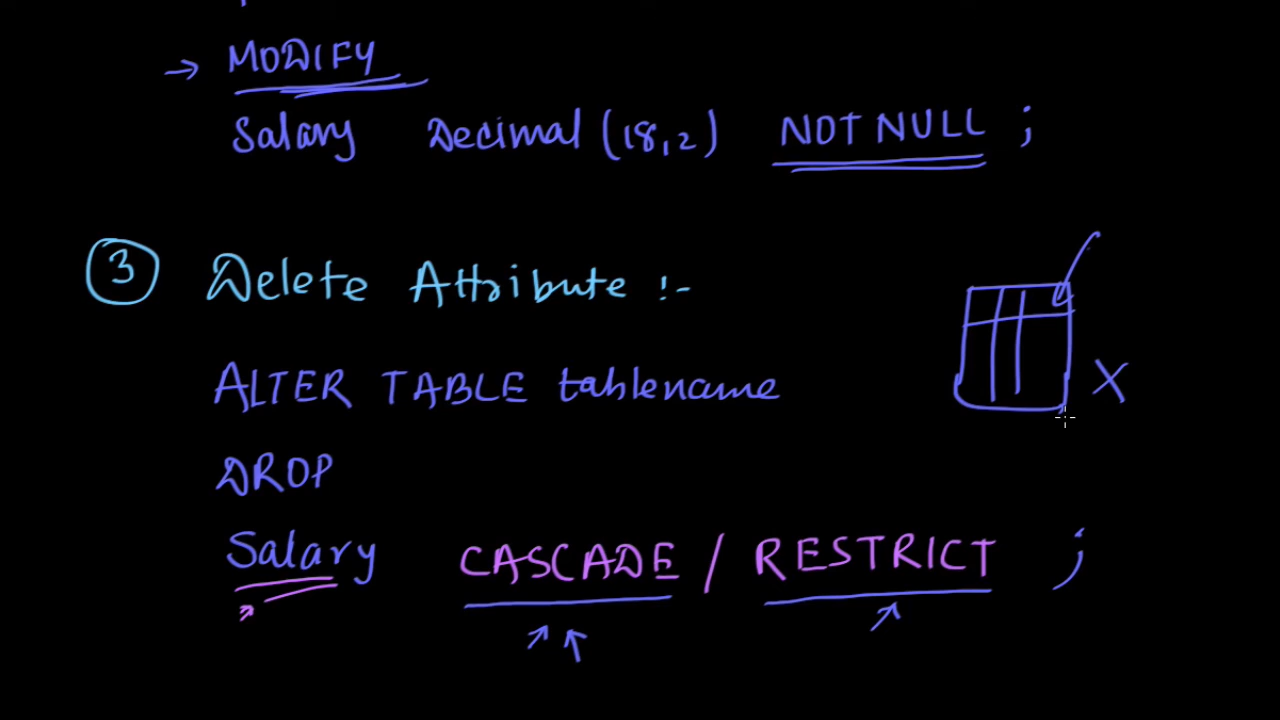 → MODIFY
Salary Decimal (18,2) NOT NULL ;
3 Delete Attribute :-
ALTER TABLE tablename
DROP
X
Salary CASCADE / RESTRICT ;